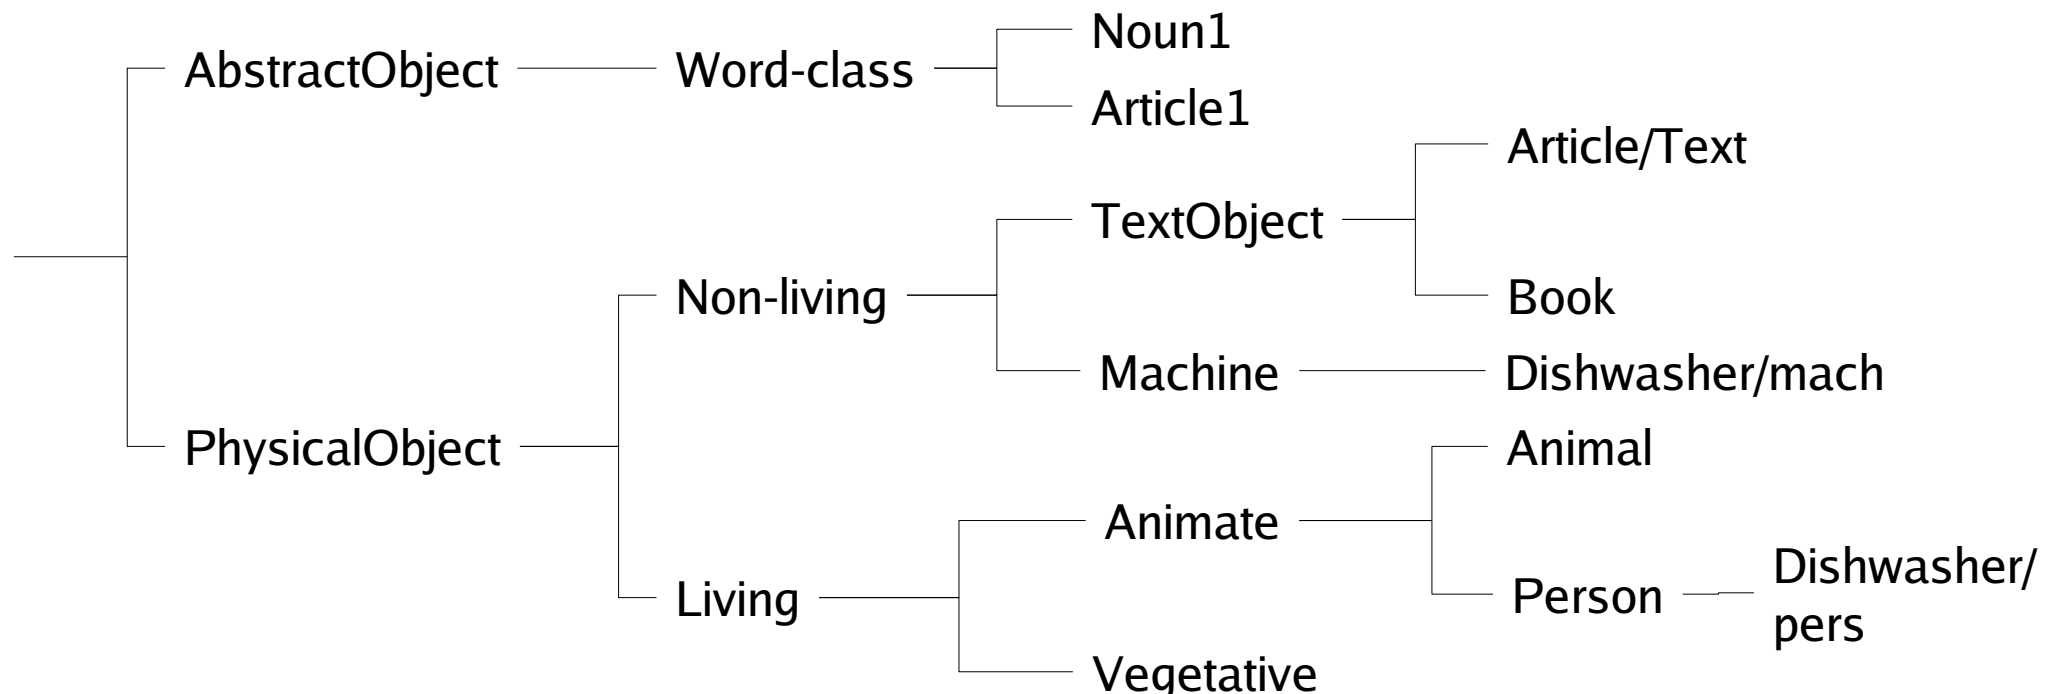 Noun1
AbstractObject
Word-class
Article1
Article/Text
TextObject
Non-living
Book
Machine
Dishwasher/mach
PhysicalObject
Animal
Animate
Living
Person
Dishwasher/
pers
Vegetative